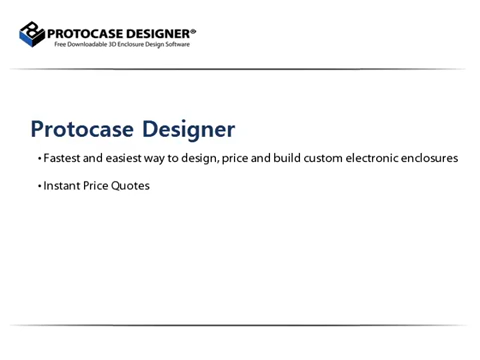 PROTOCASE DESIGNER®
Free Downloadable 3D Enclosure Design Software
Protocase Designer
• Fastest and easiest way to design, price and build custom electronic enclosures
• Instant Price Quotes